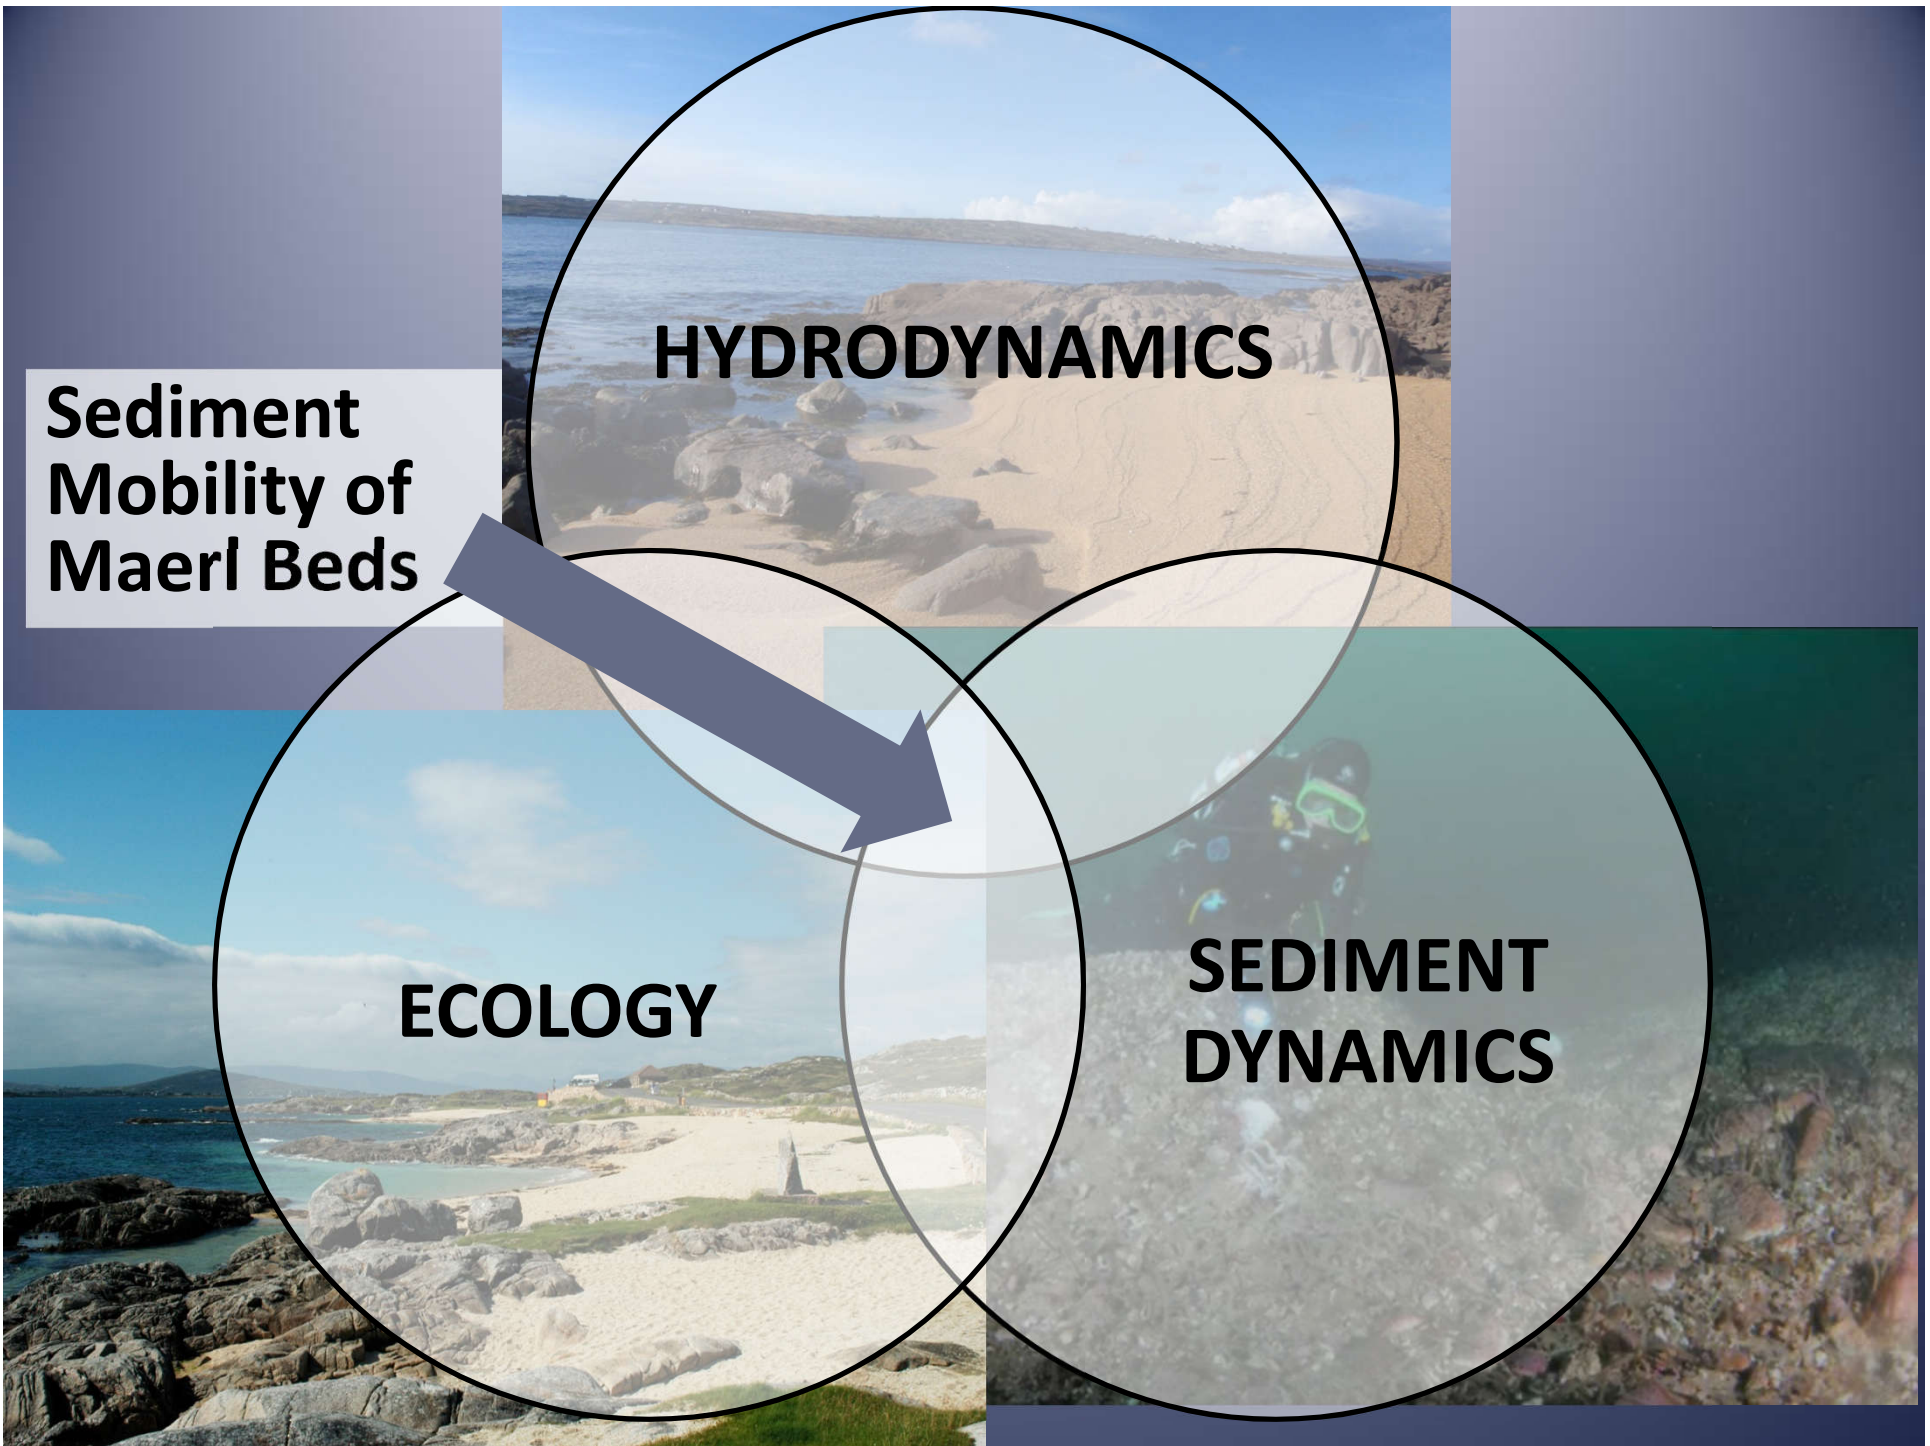 HYDRODYNAMICS
Sediment
Mobility of
Maerl Beds
ECOLOGY
SEDIMENT
DYNAMICS